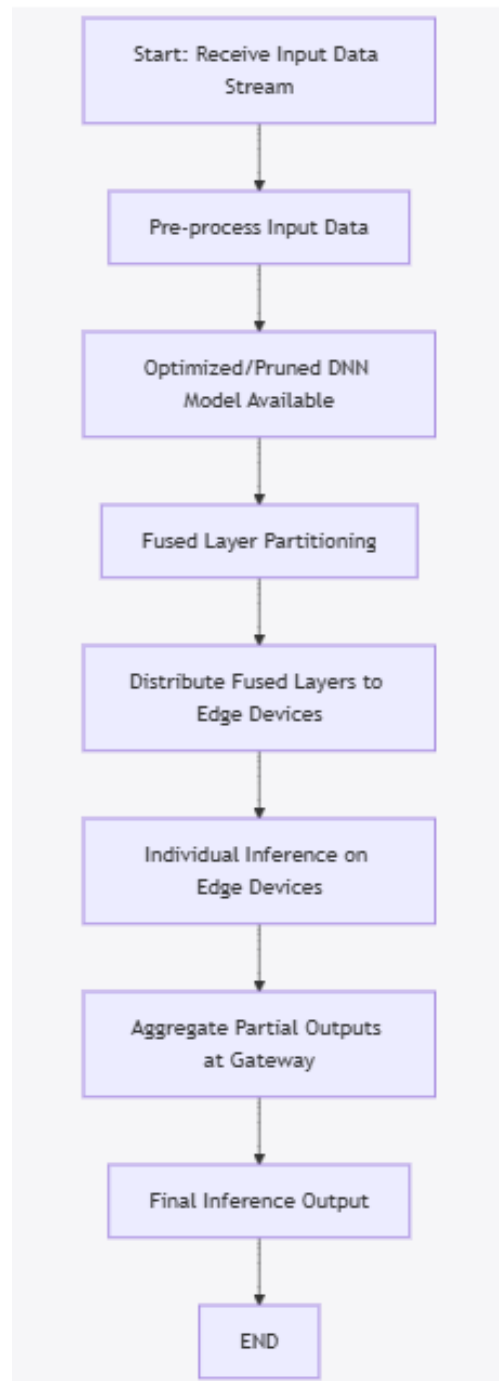 Start: Receive Input Data
Stream
Pre-process Input Data
Optimized/Pruned DNN
Model Available
Fused Layer Partitioning
Distribute Fused Layers to
Edge Devices
Individual Inference on
Edge Devices
Aggregate Partial Outputs
at Gateway
Final Inference Output
END